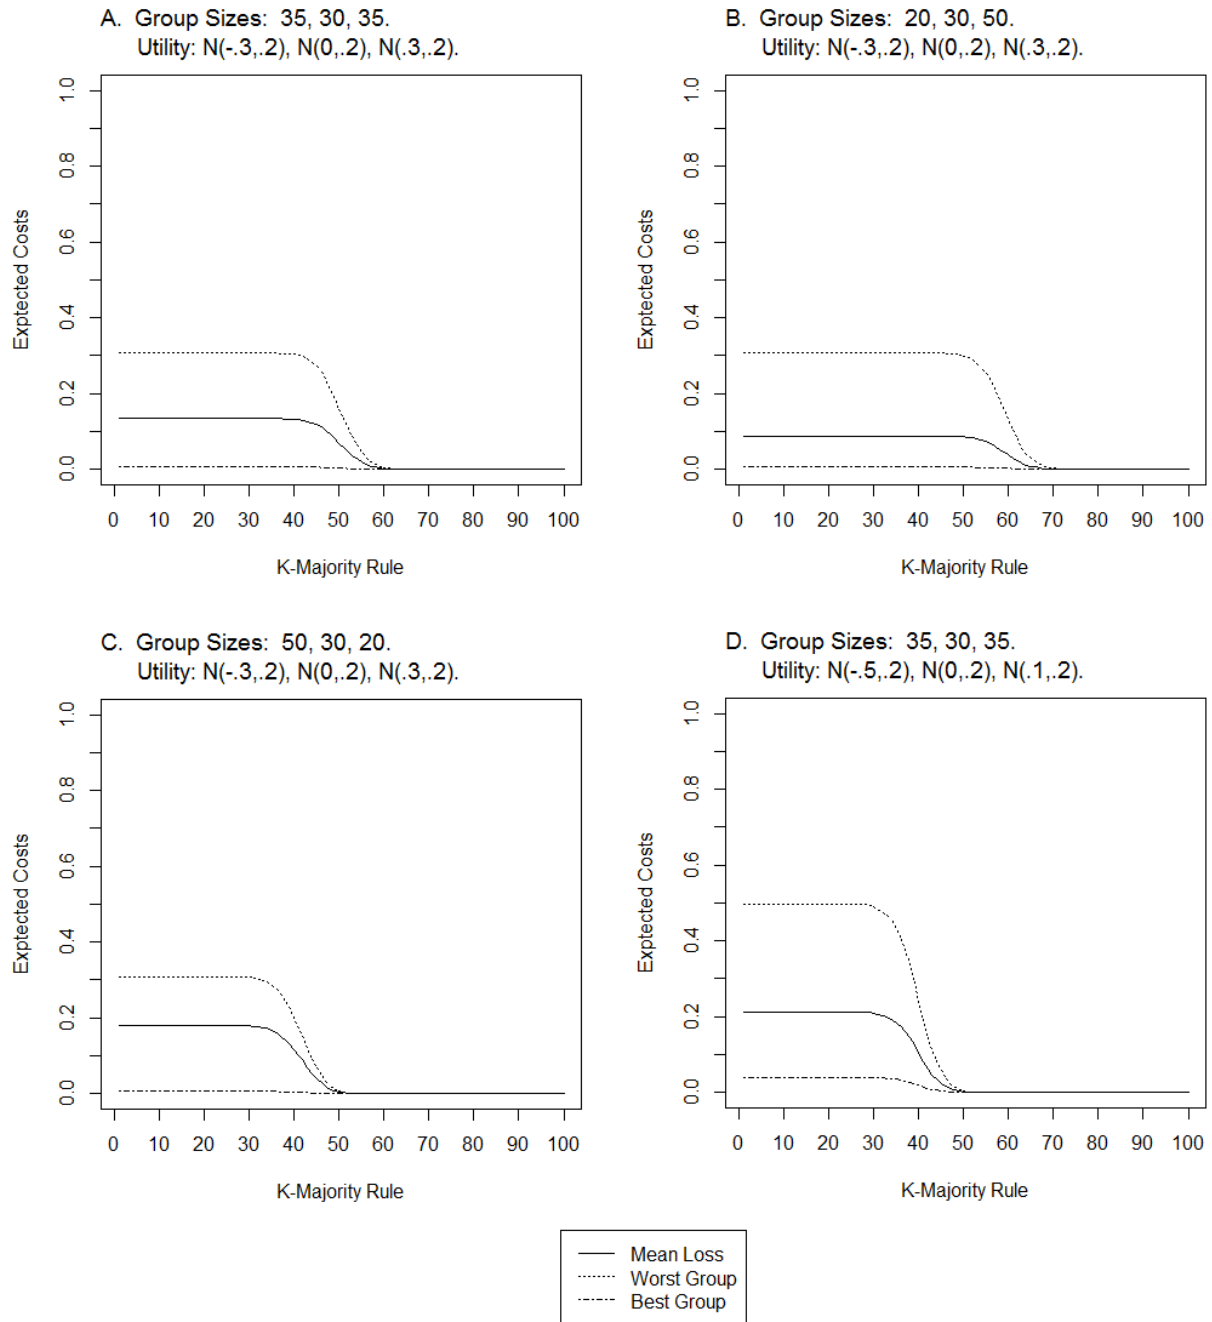 A. Group Sizes: 35, 30, 35.
Utility: N(-.3,.2), N(0,.2), N(.3,.2).
1.0
0.8
0.6
0.4
0.2
0.0
Exptected Costs
0 10 20 30 40 50 60 70 80 90 100
K-Majority Rule
B. Group Sizes: 20, 30, 50.
Utility: N(-.3,.2), N(0,.2), N(.3,.2).
1.0
0.8
0.6
0.4
0.2
0.0
Exptected Costs
0 10 20 30 40 50 60 70 80 90 100
K-Majority Rule
C. Group Sizes: 50, 30, 20.
Utility: N(-.3,.2), N(0,.2), N(.3,.2).
1.0
0.8
0.6
0.4
0.2
0.0
Exptected Costs
0 10 20 30 40 50 60 70 80 90 100
K-Majority Rule
D. Group Sizes: 35, 30, 35.
Utility: N(-.5,.2), N(0,.2), N(.1,.2).
1.0
0.8
0.6
0.4
0.2
0.0
Exptected Costs
0 10 20 30 40 50 60 70 80 90 100
K-Majority Rule
Mean Loss
Worst Group
Best Group